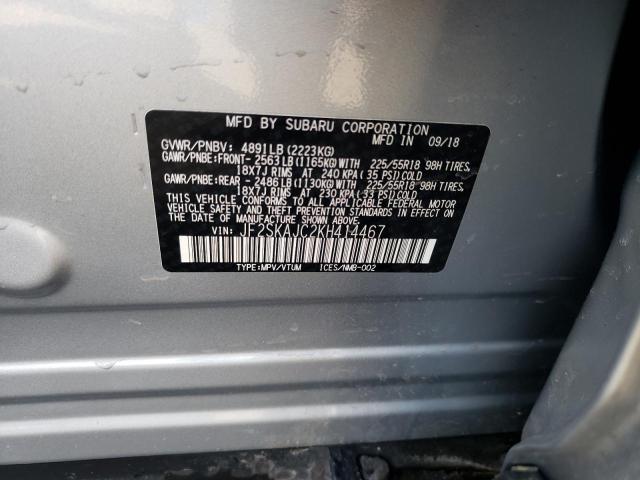 MFD BY SUBARU CORPORATION
GVWR/PNBV: 4891LB (2223KG) MFD IN 09/18
GAWR/PNBE:FRONT- 2563LB(1165KG)WITH 225/55R18 98H TIRES,
18X7J RIMS AT 240 KPA(35 PSI)COLD
GAWR/PNBE:REAR - 2486LB(1130KG)WITH 225/55R18 98H TIRES,
18X7J RIMS AT 230 KPA(33 PSI)COLD
THIS VEHICLE CONFORMS TO ALL APPLICABLE FEDERAL MOTOR
VEHICLE SAFETY, BUMPER, AND THEFT PREVENTION STANDARDS IN
EFFECT ON THE DATE OF MANUFACTURE SHOWN ABOVE.
VIN: JF2SKAJC2KH414467
TYPE:MPV/VTUM ICES/NMB-002